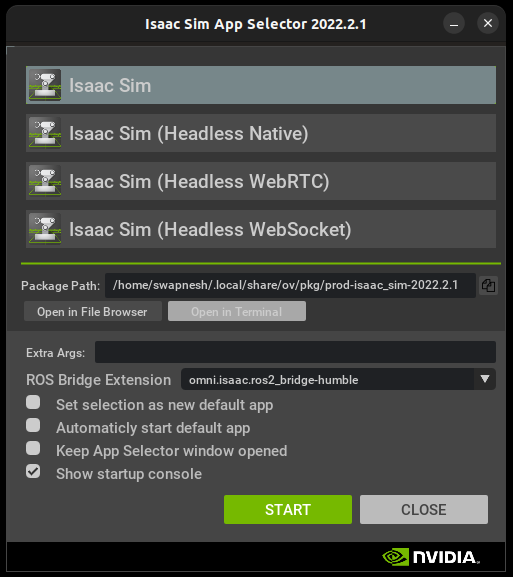 Isaac Sim App Selector 2022.2.1
Isaac Sim
Isaac Sim (Headless Native)
Isaac Sim (Headless WebRTC)
Isaac Sim (Headless WebSocket)
Package Path: /home/swapnesh/.local/share/ov/pkg/prod-isaac_sim-2022.2.1
Open in File Browser Open in Terminal
Extra Args:
ROS Bridge Extension omni.isaac.ros2_bridge-humble
Set selection as new default app
Automaticly start default app
Keep App Selector window opened
Show startup console
START CLOSE
NVIDIA.